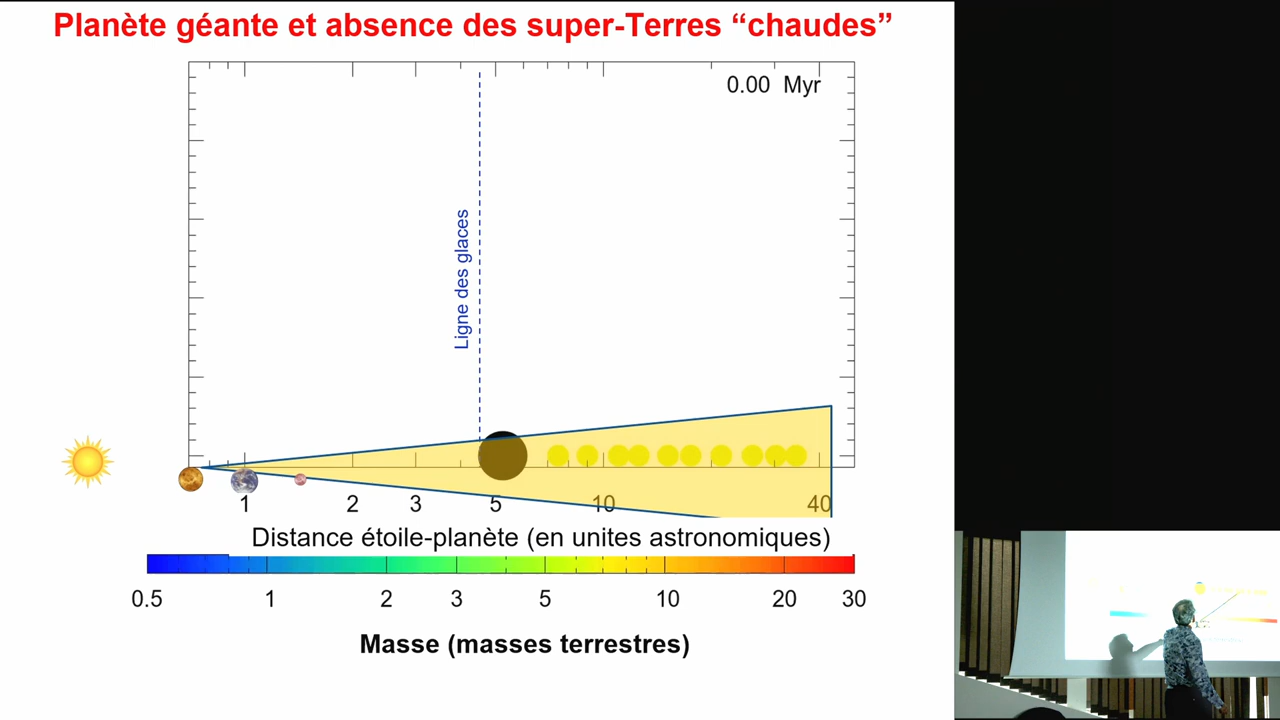 Planète géante et absence des super-Terres “chaudes”
0.00 Myr
Ligne des glaces
1 2 3 5 10 40
Distance étoile-planète (en unites astronomiques)
0.5 1 2 3 5 10 20 30
Masse (masses terrestres)